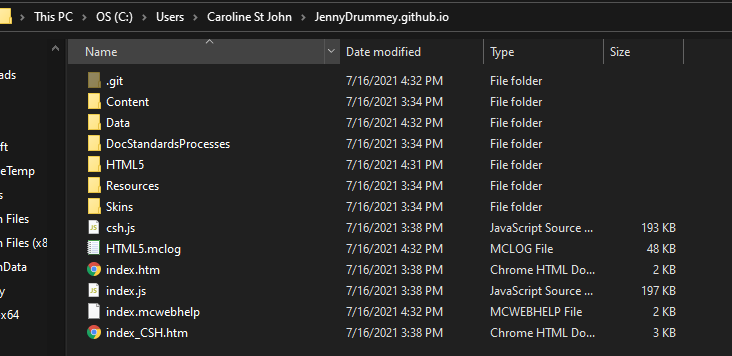 This PC > OS (C:) > Users > Caroline St John > JennyDrummey.github.io
Name Date modified Type Size
.git 7/16/2021 4:32 PM File folder
ads Content 7/16/2021 3:34 PM File folder
Data 7/16/2021 4:32 PM File folder
DocStandardsProcesses 7/16/2021 3:34 PM File folder
ft HTML5 7/16/2021 4:31 PM File folder
eTemp Resources 7/16/2021 3:34 PM File folder
s Skins 7/16/2021 3:34 PM File folder
n Files csh.js 7/16/2021 3:38 PM JavaScript Source ... 193 KB
n Files (x8 HTML5.mclog 7/16/2021 4:32 PM MCLOG File 48 KB
nData index.htm 7/16/2021 3:38 PM Chrome HTML Do... 2 KB
y index.js 7/16/2021 3:38 PM JavaScript Source ... 197 KB
x64 index.mcwebhelp 7/16/2021 4:32 PM MCWEBHELP File 2 KB
index_CSH.htm 7/16/2021 3:38 PM Chrome HTML Do... 3 KB